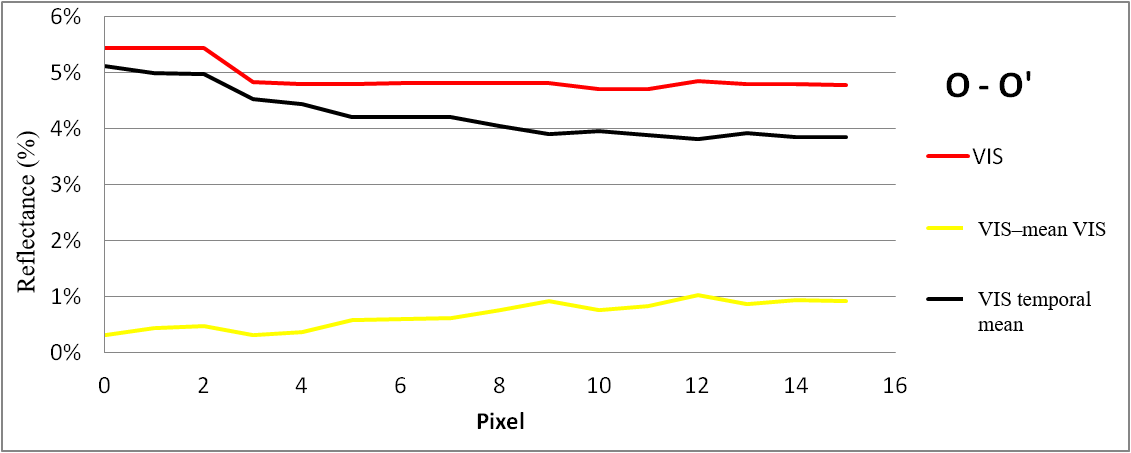 6%
5%
4%
3%
2%
1%
0%
Reflectance (%)
0 2 4 6 8 10 12 14 16
Pixel
O - O'
VIS
VIS–mean VIS
VIS temporal
mean